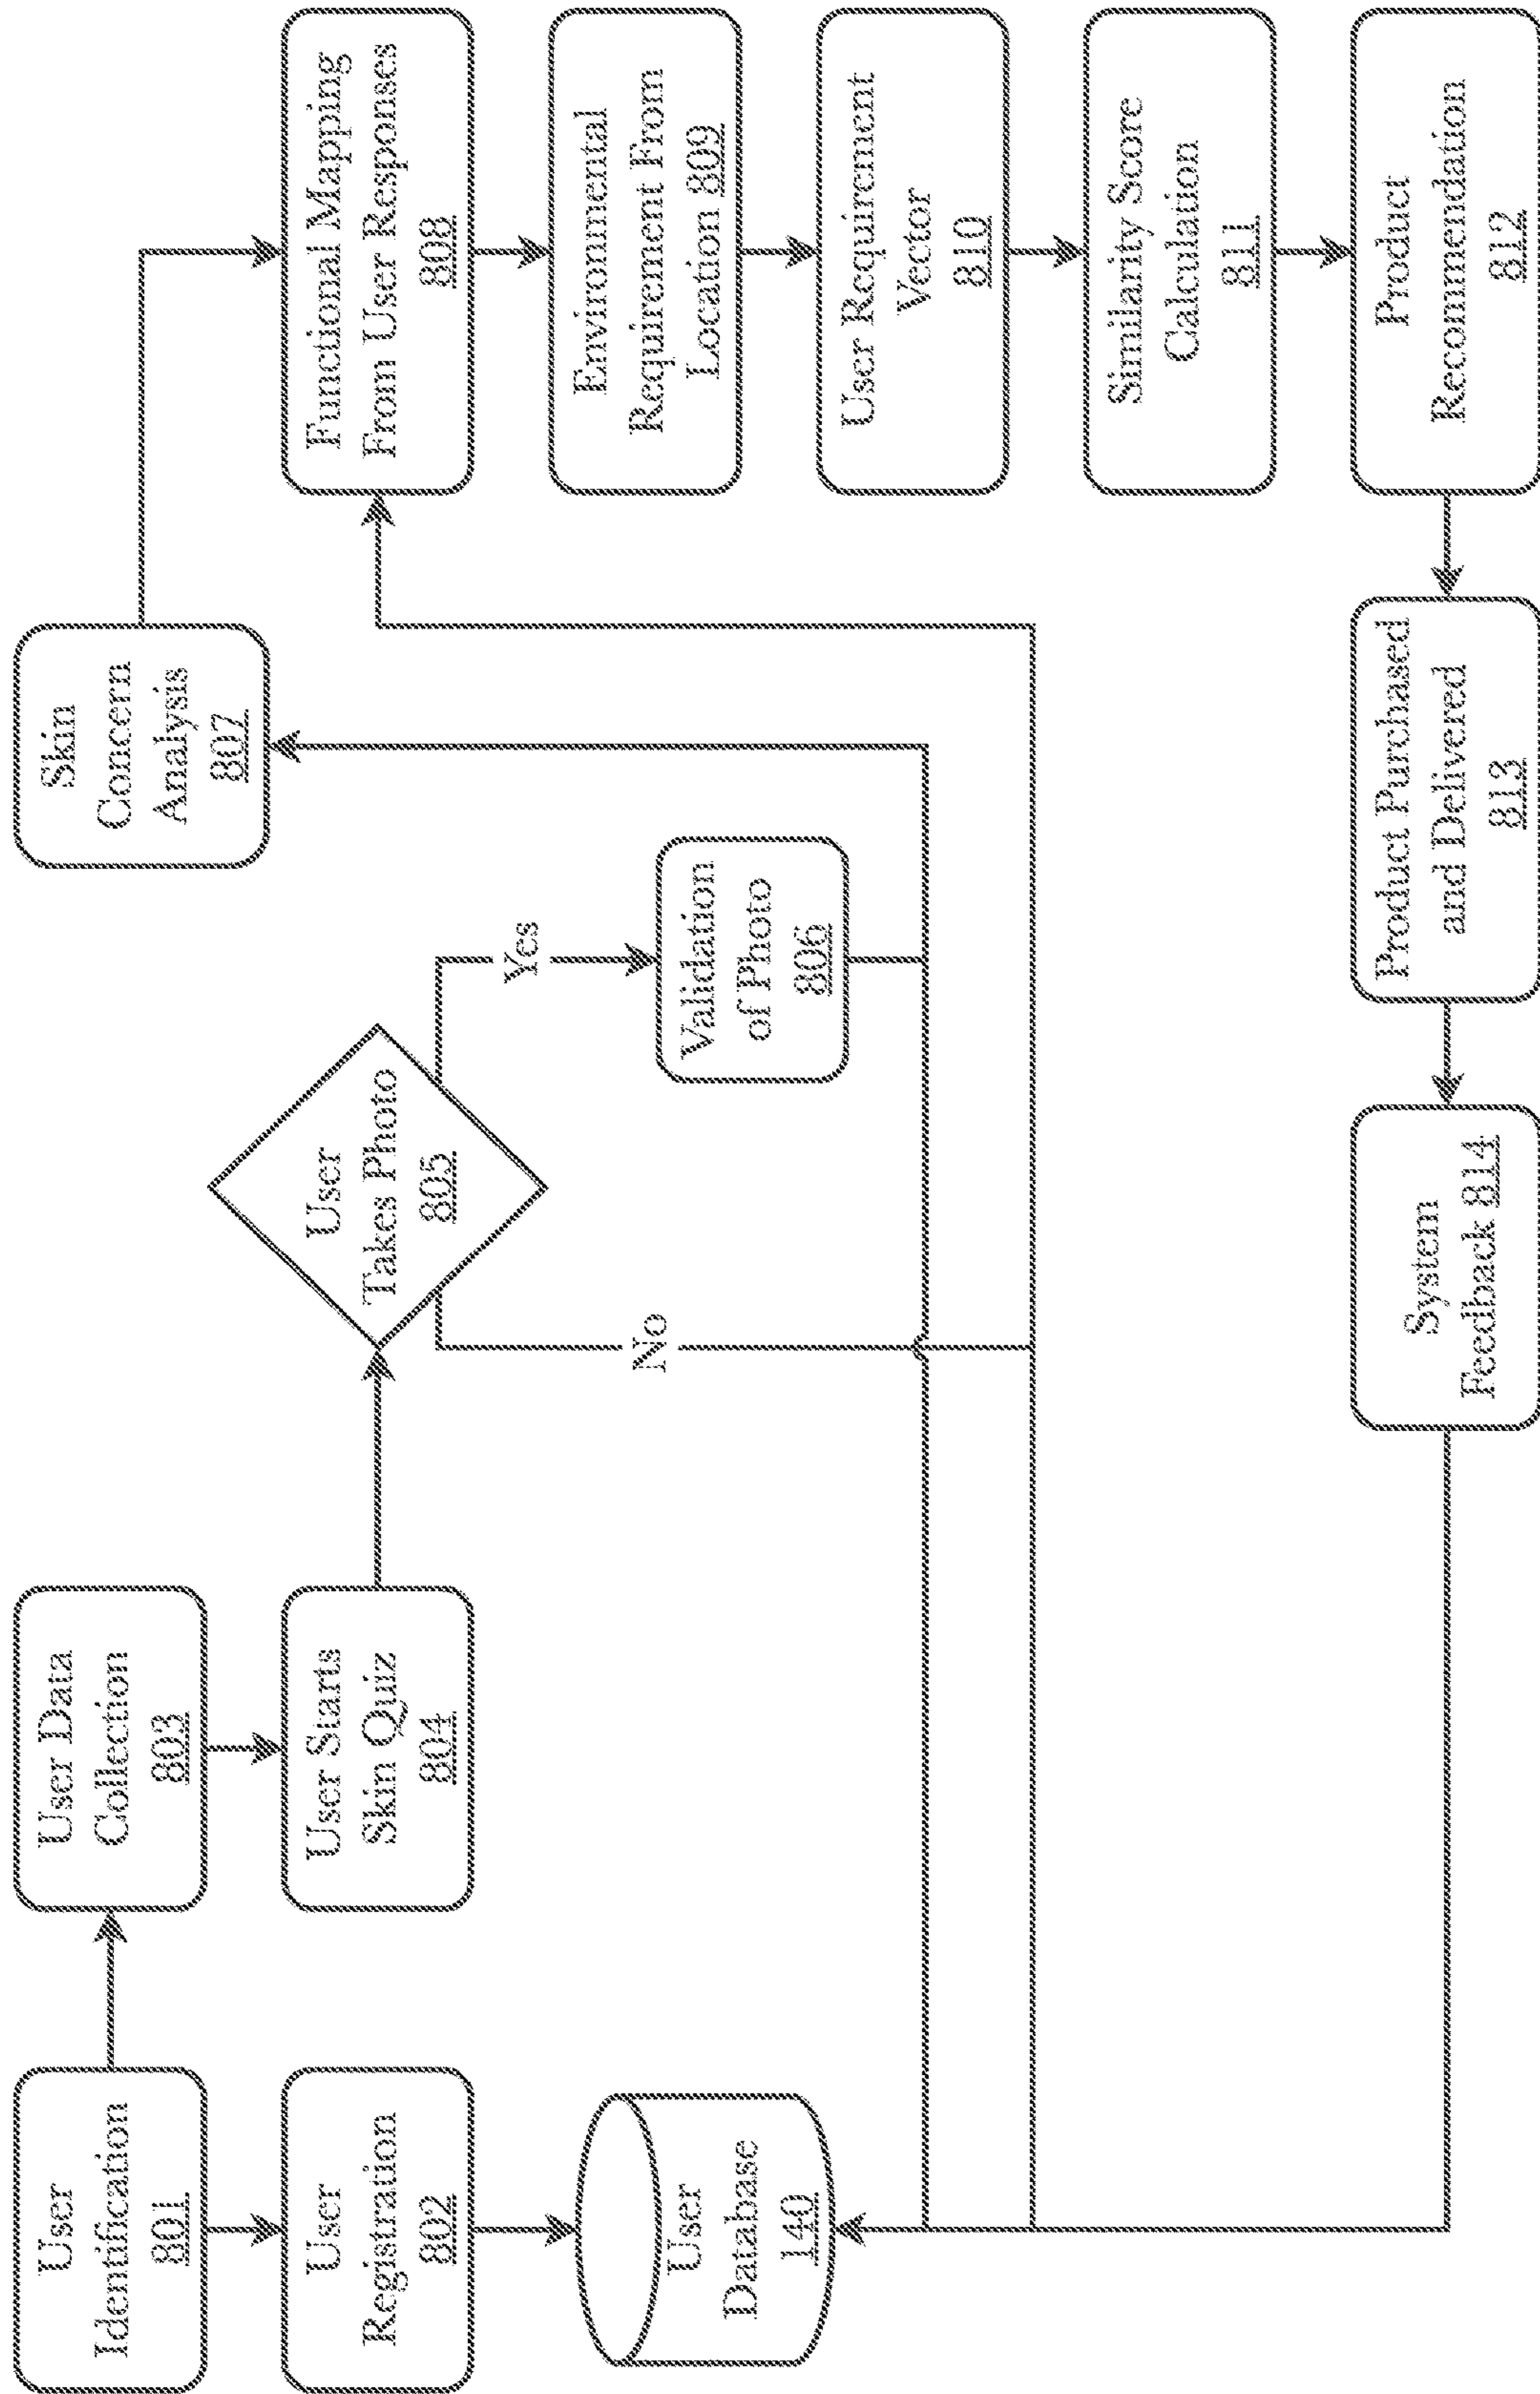 User
Identification
801
User
Registration
802
User
Database
140
User Data
Collection
803
User Starts
Skin Quiz
804
User
Takes Photo
805
Yes
No
Validation
of Photo
806
Skin
Concern
Analysis
807
Functional Mapping
From User Responses
808
Environmental
Requirement From
Location 809
User Requirement
Vector
810
Similarity Score
Calculation
811
Product
Recommendation
812
Product Purchased
and Delivered
813
System
Feedback 814